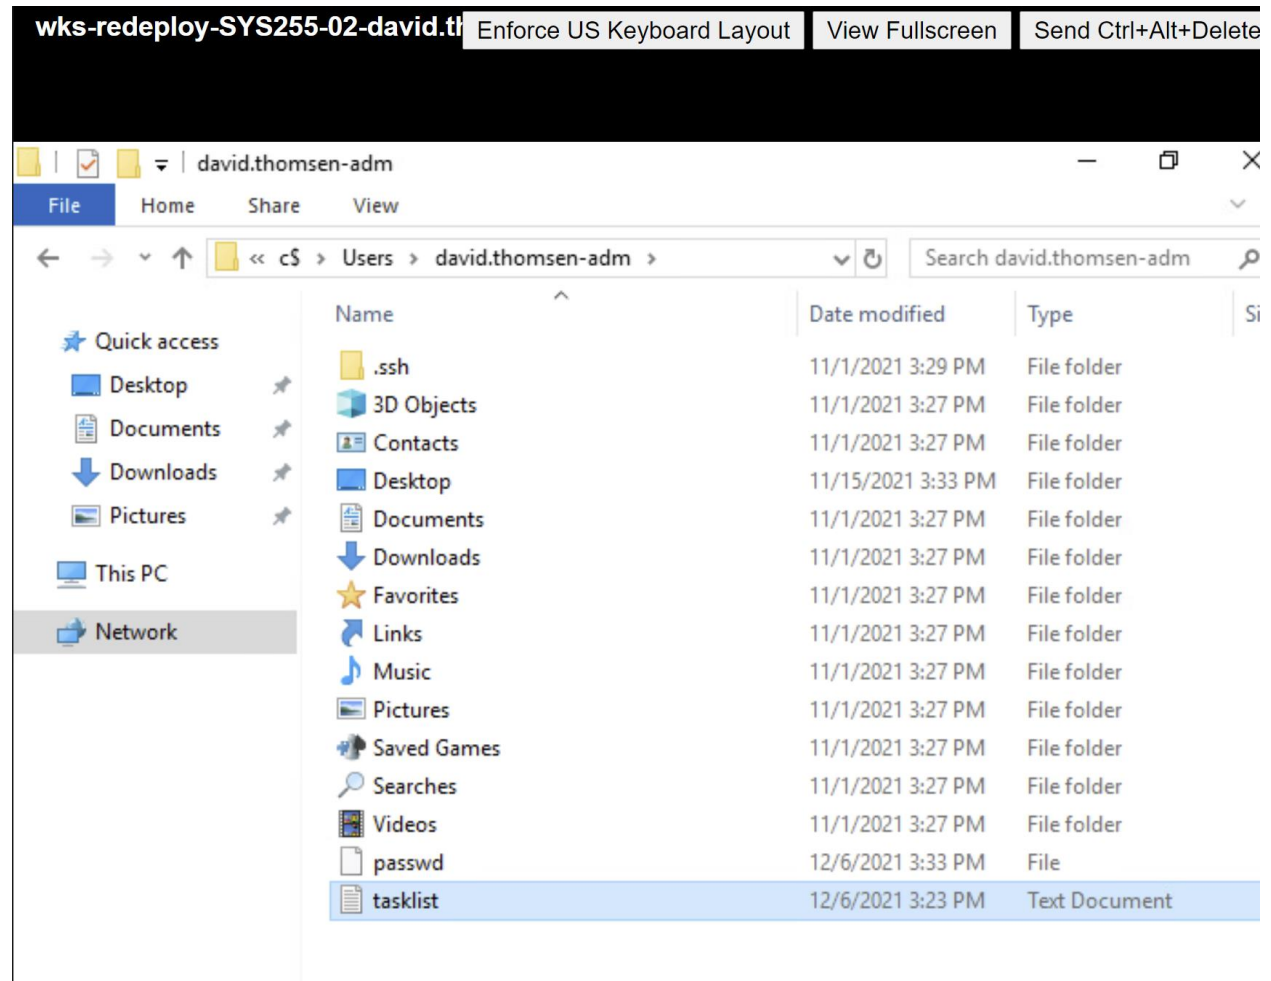 wks-redeploy-SYS255-02-david.th Enforce US Keyboard Layout View Fullscreen Send Ctrl+Alt+Delete
david.thomsen-adm
File Home Share View
« c$ > Users > david.thomsen-adm > Search david.thomsen-adm
Name Date modified Type Si
Quick access
Desktop
Documents
Downloads
Pictures
This PC
Network
.ssh 11/1/2021 3:29 PM File folder
3D Objects 11/1/2021 3:27 PM File folder
Contacts 11/1/2021 3:27 PM File folder
Desktop 11/15/2021 3:33 PM File folder
Documents 11/1/2021 3:27 PM File folder
Downloads 11/1/2021 3:27 PM File folder
Favorites 11/1/2021 3:27 PM File folder
Links 11/1/2021 3:27 PM File folder
Music 11/1/2021 3:27 PM File folder
Pictures 11/1/2021 3:27 PM File folder
Saved Games 11/1/2021 3:27 PM File folder
Searches 11/1/2021 3:27 PM File folder
Videos 11/1/2021 3:27 PM File folder
passwd 12/6/2021 3:33 PM File
tasklist 12/6/2021 3:23 PM Text Document